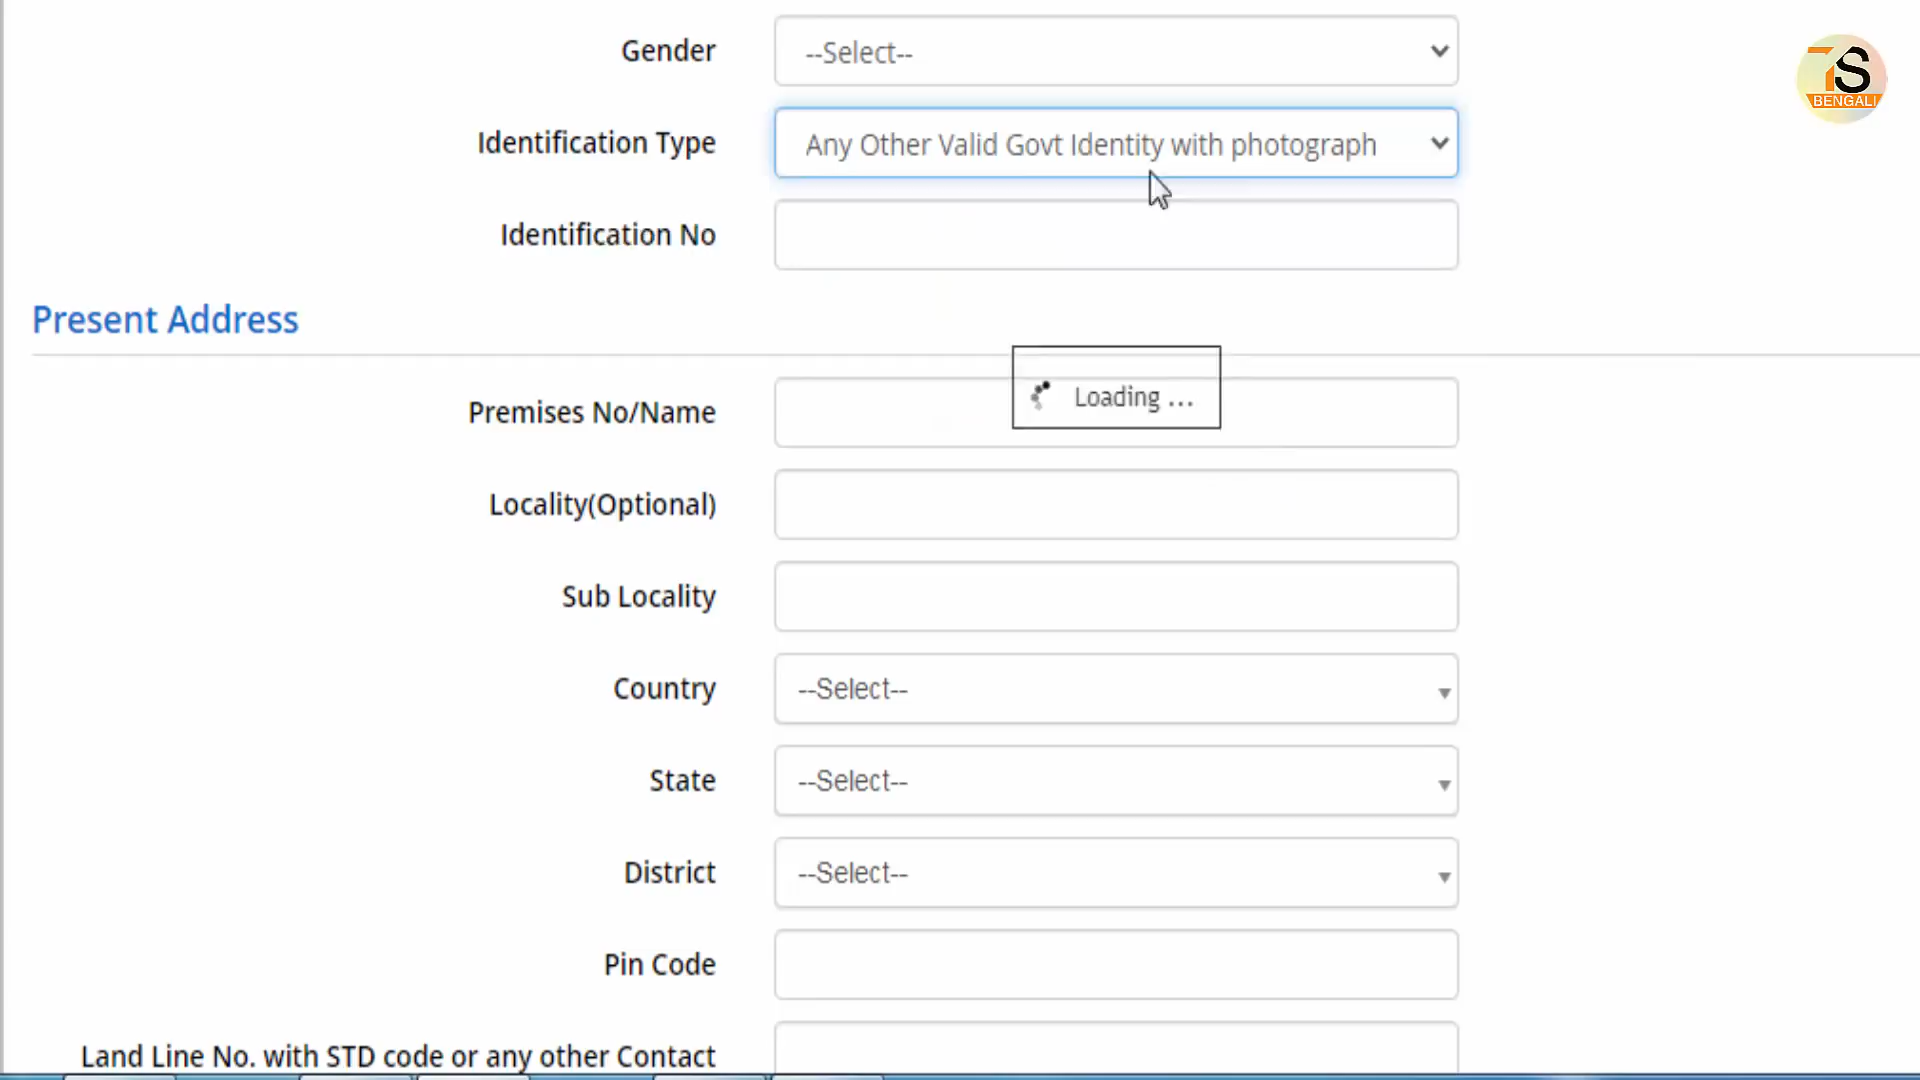 Gender --Select--
7S
BENGALI
Identification Type Any Other Valid Govt Identity with photograph
Identification No
Present Address
Loading ...
Premises No/Name
Locality(Optional)
Sub Locality
Country --Select--
State --Select--
District --Select--
Pin Code
Land Line No. with STD code or any other Contact